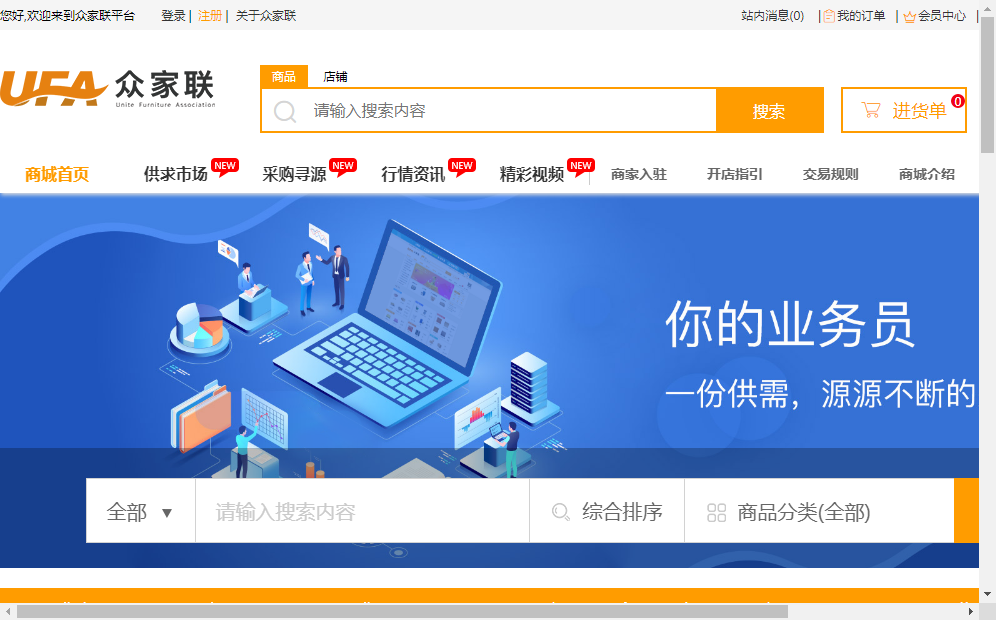 您好,欢迎来到众家联平台 登录 | 注册 | 关于众家联 站内消息(0) | 我的订单 | 会员中心 |
UFA 众家联
Unite Furniture Association
商品 店铺
请输入搜索内容 搜索 进货单 0
商城首页 供求市场 NEW 采购寻源 NEW 行情资讯 NEW 精彩视频 NEW 商家入驻 开店指引 交易规则 商城介绍
你的业务员
一份供需，源源不断的
全部 ▼ 请输入搜索内容 综合排序 商品分类(全部)